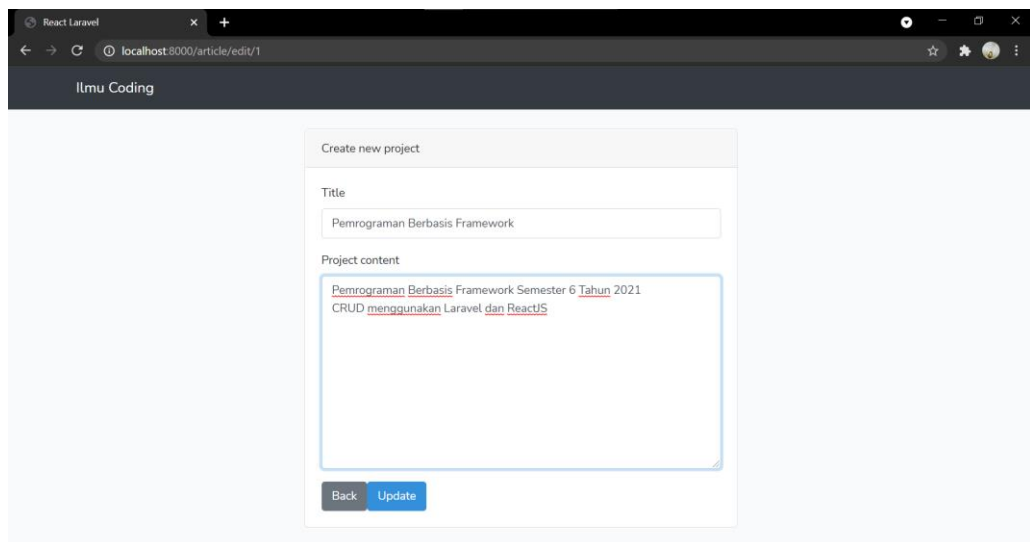 React Laravel
localhost:8000/article/edit/1
Ilmu Coding
Create new project
Title
Pemrograman Berbasis Framework
Project content
Pemrograman Berbasis Framework Semester 6 Tahun 2021
CRUD menggunakan Laravel dan ReactJS
Back Update